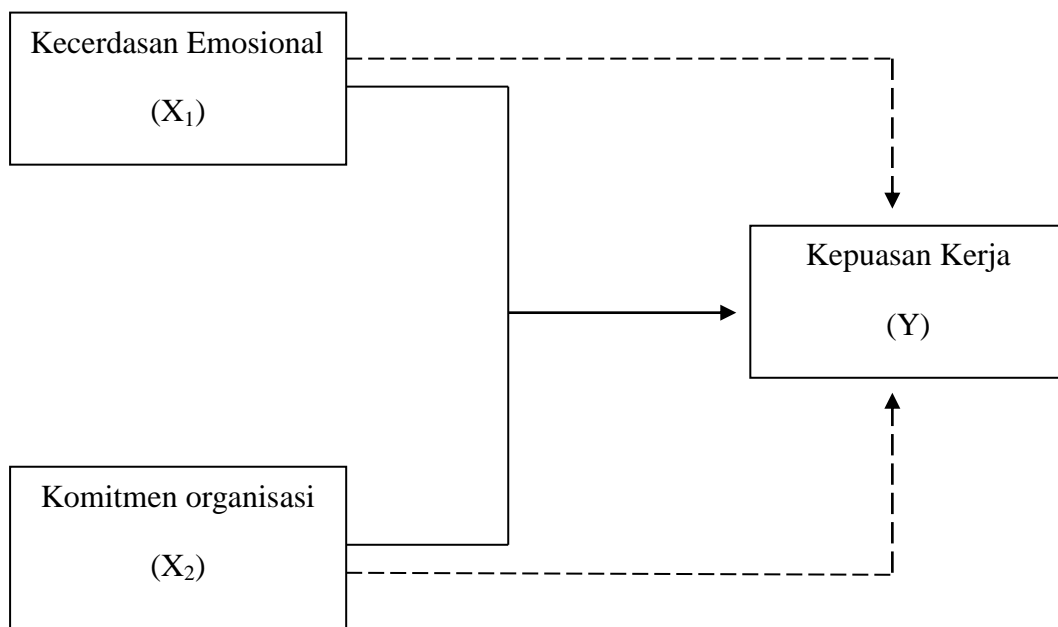 Kecerdasan Emosional
(X₁)
Kepuasan Kerja
(Y)
Komitmen organisasi
(X₂)